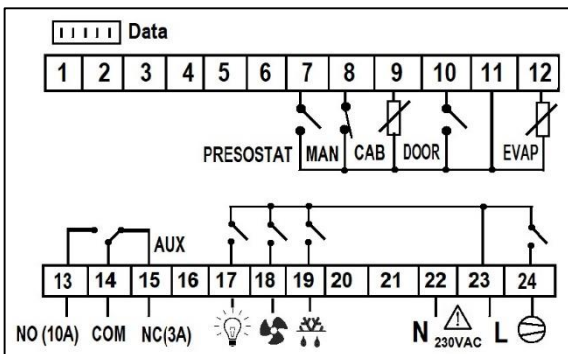 Data
1 2 3 4 5 6 7 8 9 10 11 12
PRESOSTAT MAN CAB DOOR EVAP
AUX
13 14 15 16 17 18 19 20 21 22 23 24
NO (10A) COM NC(3A) N 230VAC L